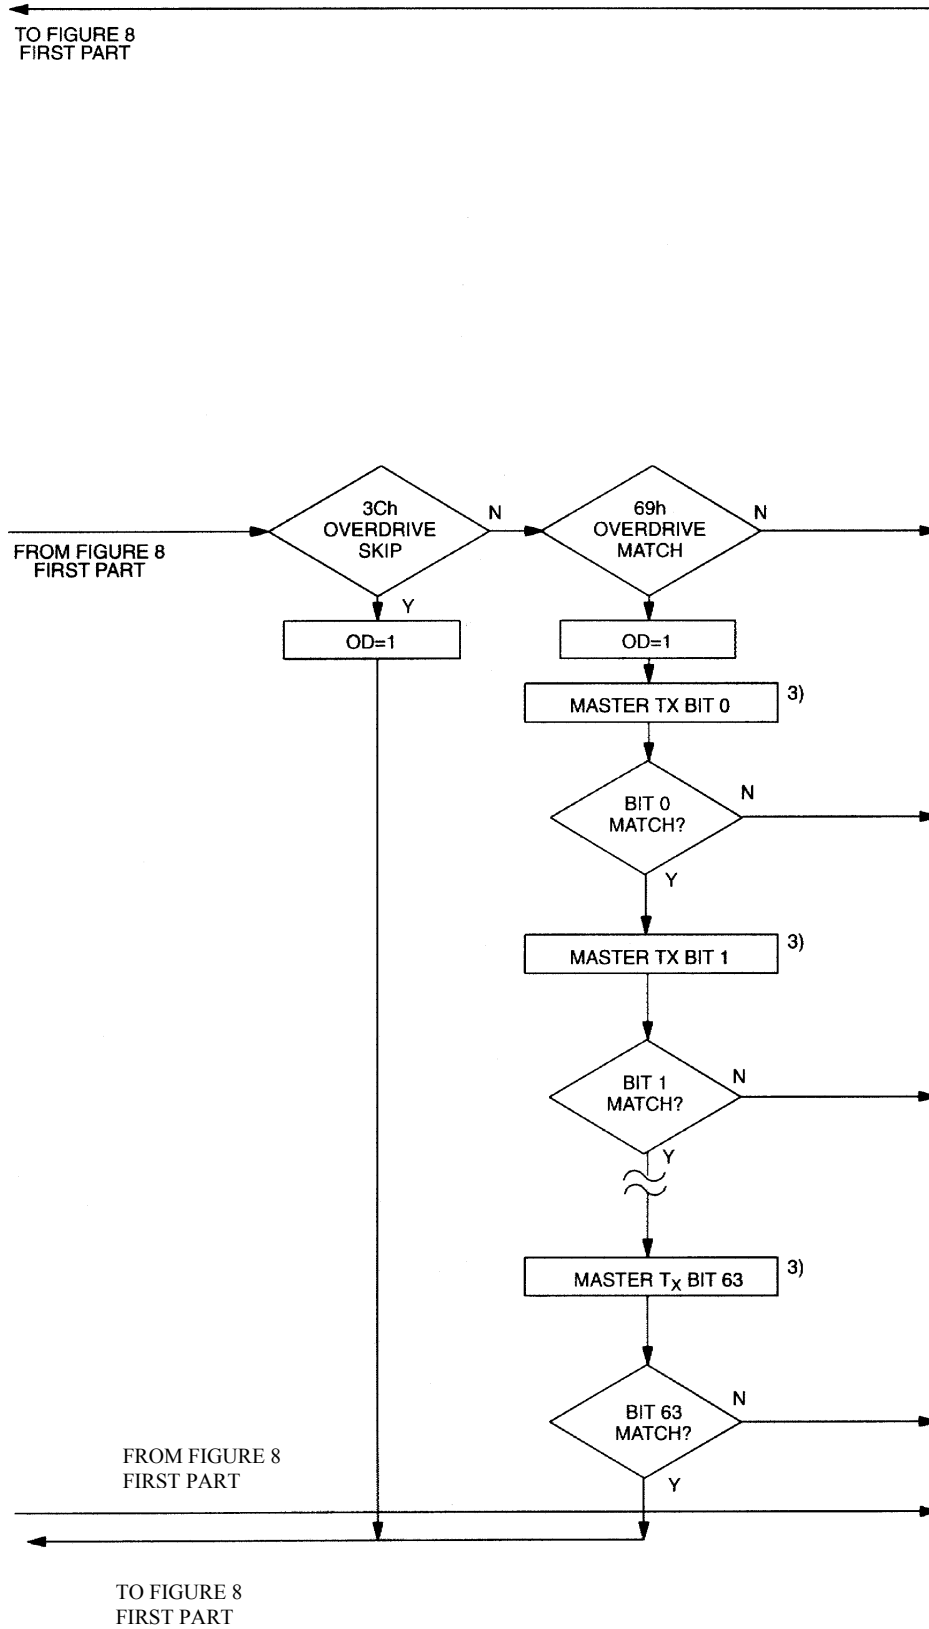 TO FIGURE 8
FIRST PART
3Ch
OVERDRIVE
SKIP
N
69h
OVERDRIVE
MATCH
N
FROM FIGURE 8
FIRST PART
Y
OD=1
OD=1
MASTER TX BIT 0
3)
BIT 0
MATCH?
N
Y
MASTER TX BIT 1
3)
BIT 1
MATCH?
N
Y
MASTER TX BIT 63
3)
BIT 63
MATCH?
N
Y
FROM FIGURE 8
FIRST PART
TO FIGURE 8
FIRST PART